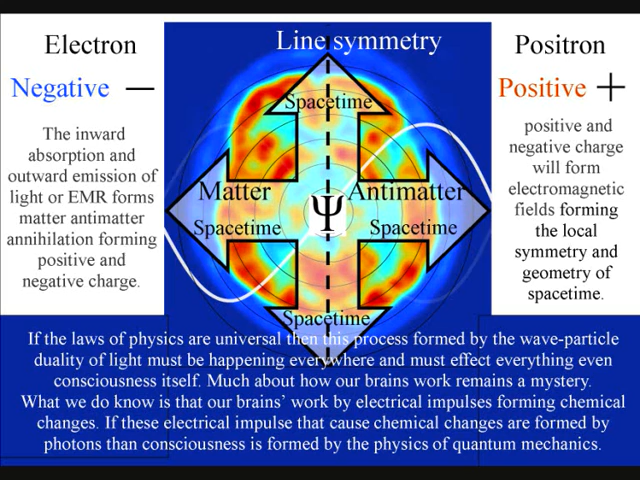 Electron
Negative —
The inward
absorption and
outward emission of
light or EMR forms
matter antimatter
annihilation forming
positive and
negative charge.
Line symmetry
Spacetime
Matter
Antimatter
Ψ
Spacetime
Spacetime
Spacetime
Positron
Positive +
positive and
negative charge
will form
electromagnetic
fields forming
the local
symmetry and
geometry of
spacetime.
If the laws of physics are universal then this process formed by the wave-particle
duality of light must be happening everywhere and must effect everything even
consciousness itself. Much about how our brains work remains a mystery.
What we do know is that our brains’ work by electrical impulses forming chemical
changes. If these electrical impulse that cause chemical changes are formed by
photons than consciousness is formed by the physics of quantum mechanics.